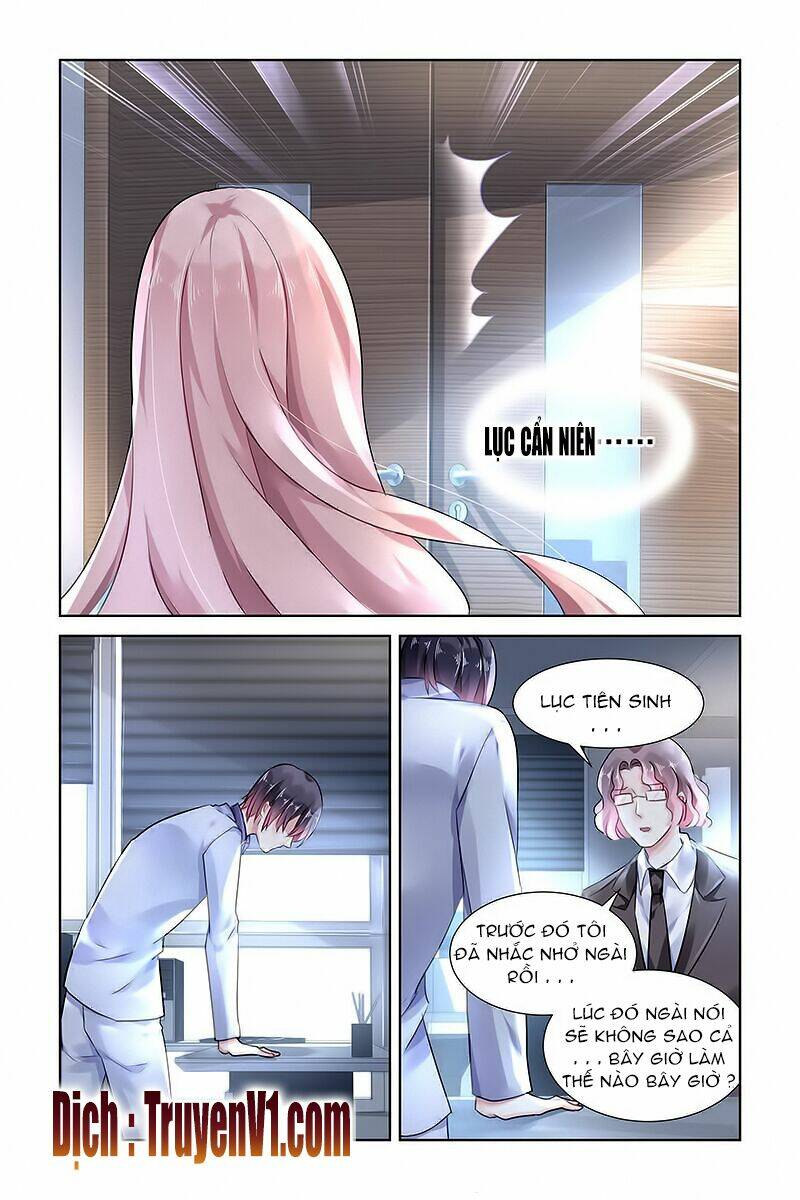 LỤC CẨN NIÊN ......
LỤC TIÊN SINH
. . .
TRƯỚC ĐÓ TÔI
ĐÃ NHẮC NHỞ NGÀI
RỒI . . .
LÚC ĐÓ NGÀI NÓI
SẼ KHÔNG SAO CẢ
. . . BÂY GIỜ LÀM
THẾ NÀO BÂY GIỜ ?
Dịch : TruyenV1.com